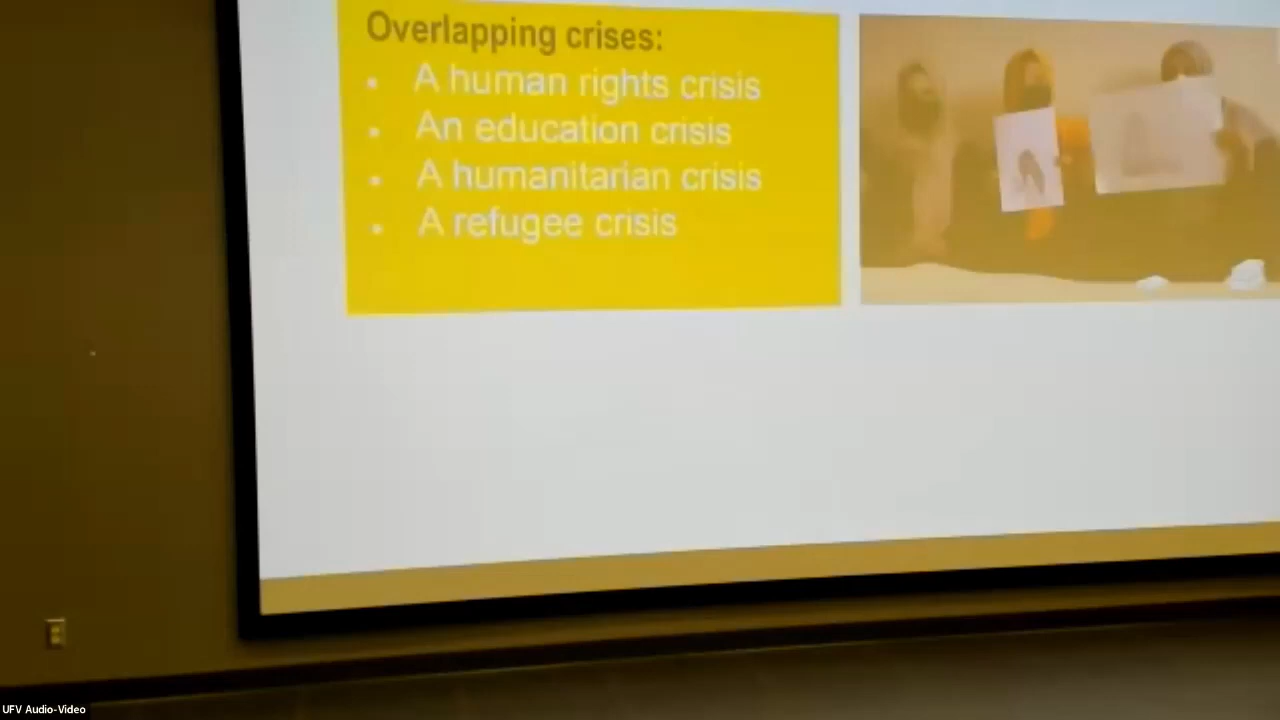 Overlapping crises:
• A human rights crisis
• An education crisis
• A humanitarian crisis
• A refugee crisis
UFV Audio-Video